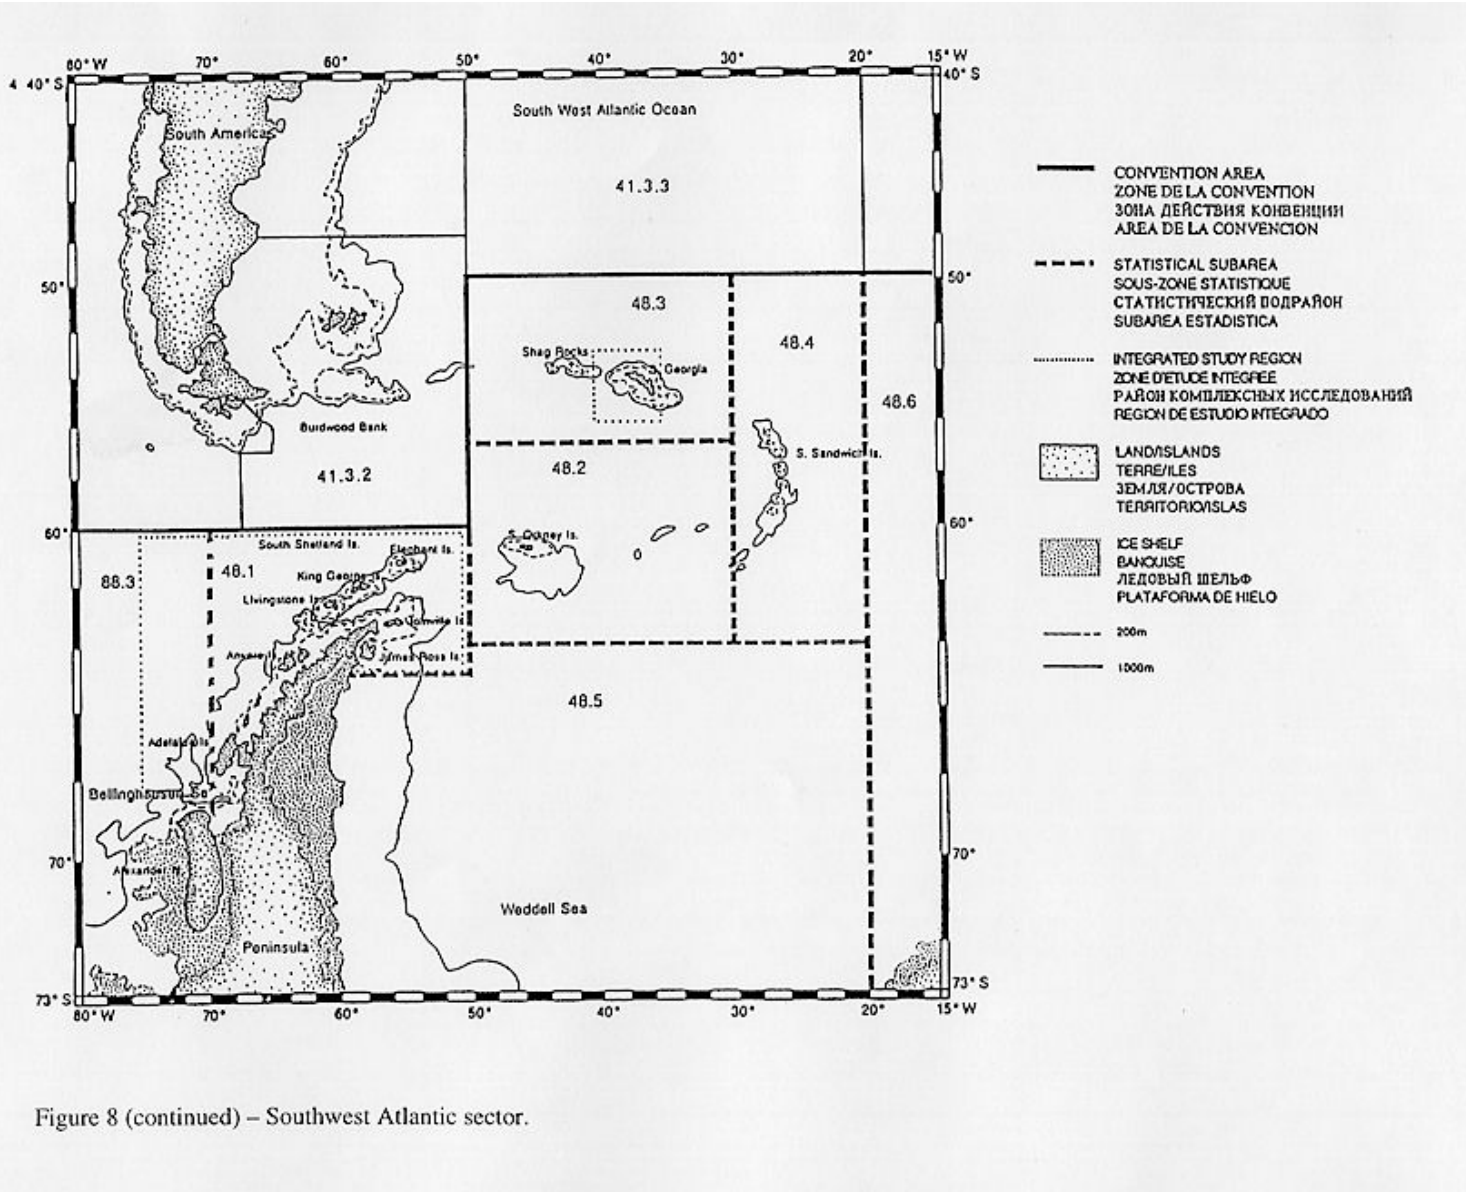 80° W 70° 60° 50° 40° 30° 20° 15° W
4 40° S
40° S
South America
South West Atlantic Ocean
41.3.3
50°
50°
48.3
48.4
Shag Rocks
Georgia
48.6
Burdwood Bank
S. Sandwich Is.
41.3.2
48.2
60°
60°
S. Orkney Is.
South Shetland Is.
Elephant Is.
88.3
48.1
King George Is.
Livingstone Is.
Joinville Is.
James Ross Is.
48.5
Adelaide Is.
Bellinghausen Se
70°
70°
Alexander
Weddell Sea
Peninsula
73° S
73° S
80° W 70° 60° 50° 40° 30° 20° 15° W
CONVENTION AREA
ZONE DE LA CONVENTION
ЗОНА ДЕЙСТВИЯ КОНВЕНЦИИ
AREA DE LA CONVENCION
STATISTICAL SUBAREA
SOUS-ZONE STATISTIQUE
СТАТИСТИЧЕСКИЙ ПОДРАЙОН
SUBAREA ESTADISTICA
INTEGRATED STUDY REGION
ZONE D'ETUDE INTEGREE
РАЙОН КОМПЛЕКСНЫХ ИССЛЕДОВАНИЙ
REGION DE ESTUDIO INTEGRADO
LAND/ISLANDS
TERRE/ILES
ЗЕМЛЯ/ОСТРОВА
TERRITORIO/ISLAS
ICE SHELF
BANQUISE
ЛЕДОВЫЙ ШЕЛЬФ
PLATAFORMA DE HIELO
200m
1000m
Figure 8 (continued) – Southwest Atlantic sector.